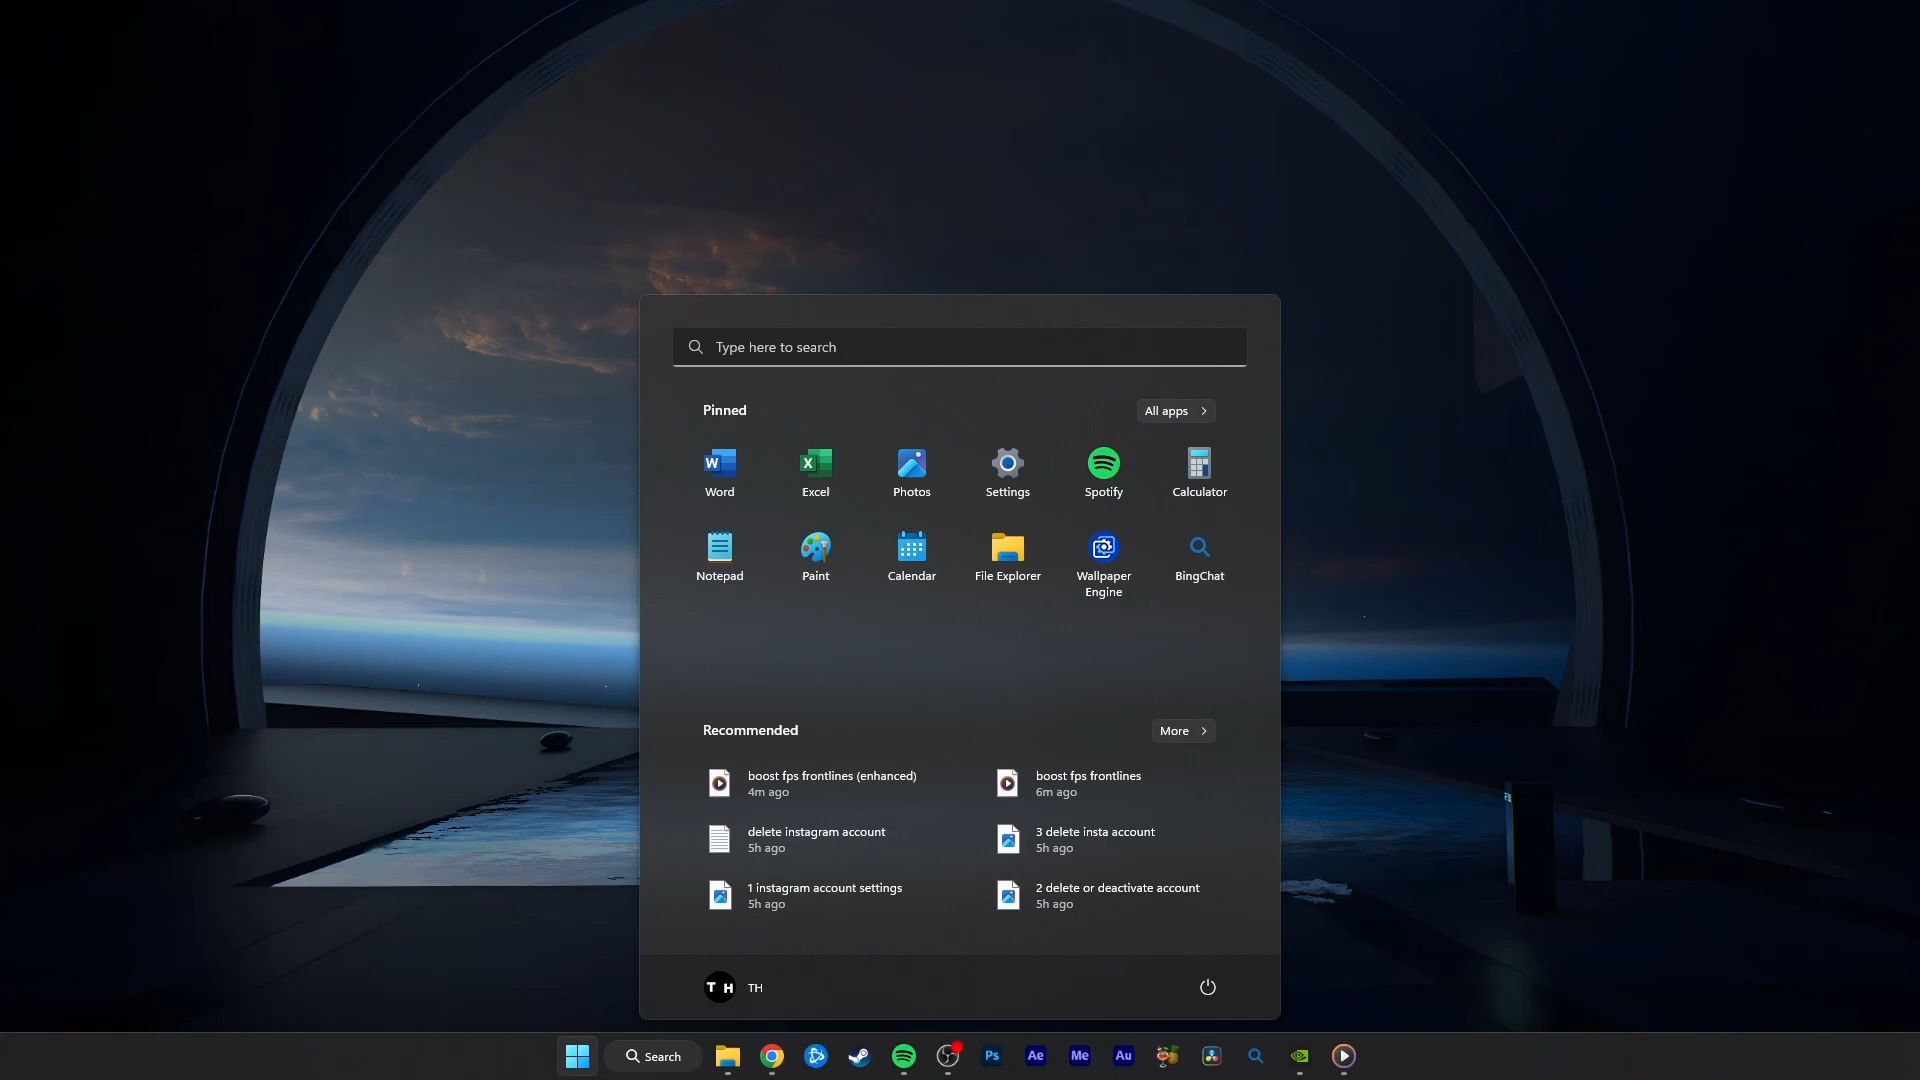 Type here to search
Pinned
All apps
Word
Excel
Photos
Settings
Spotify
Calculator
Notepad
Paint
Calendar
File Explorer
Wallpaper
Engine
BingChat
Recommended
More
boost fps frontlines (enhanced)
4m ago
boost fps frontlines
6m ago
delete instagram account
5h ago
3 delete insta account
5h ago
1 instagram account settings
5h ago
2 delete or deactivate account
5h ago
T H
TH
Search
Ps
Ae
Me
Au